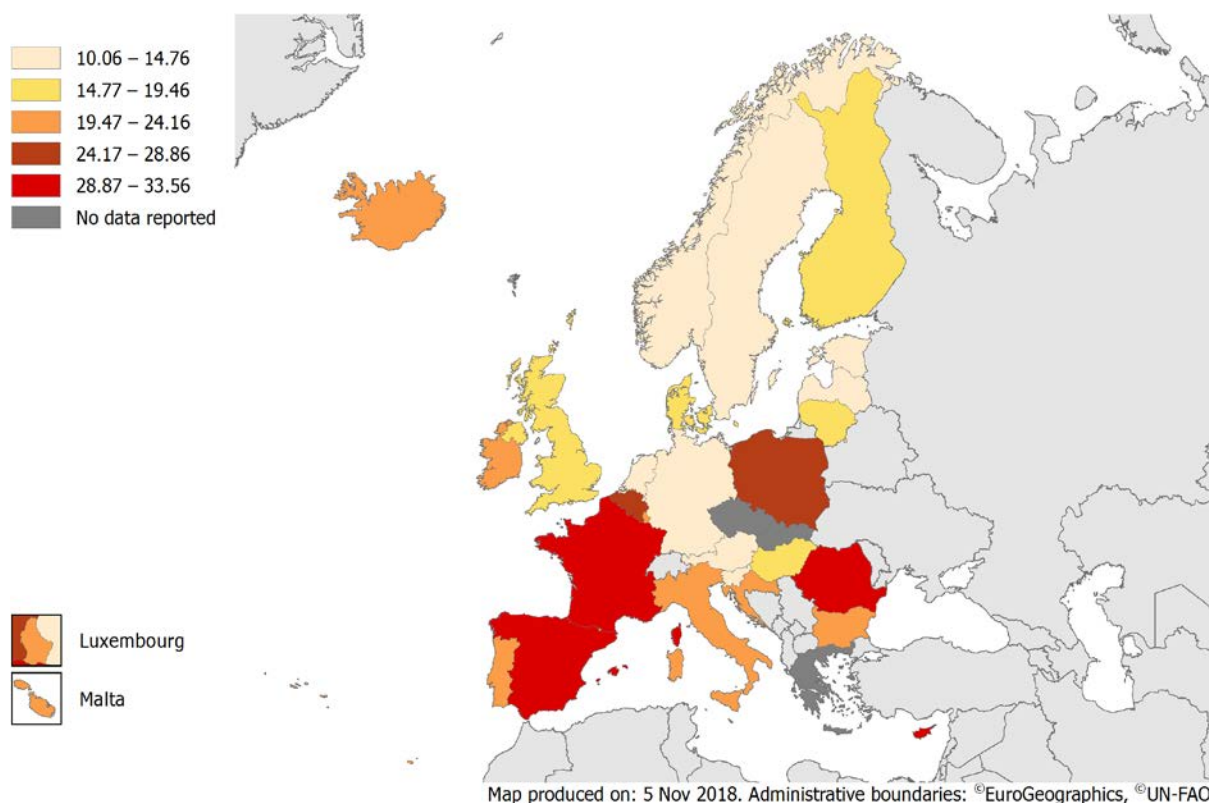 10.06 – 14.76
14.77 – 19.46
19.47 – 24.16
24.17 – 28.86
28.87 – 33.56
No data reported
Luxembourg
Malta
Map produced on: 5 Nov 2018. Administrative boundaries: ©EuroGeographics, ©UN-FAO